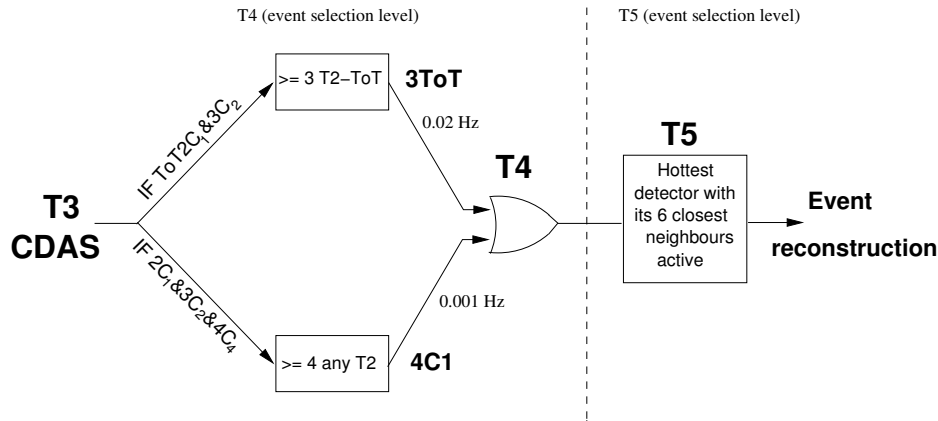 T4 (event selection level)
T5 (event selection level)
>= 3 T2−ToT
3ToT
IF ToT2C1&3C2
0.02 Hz
T5
T4
Hottest
detector with
its 6 closest
neighbours
active
T3
CDAS
Event
reconstruction
IF 2C1&3C2&4C4
0.001 Hz
>= 4 any T2
4C1